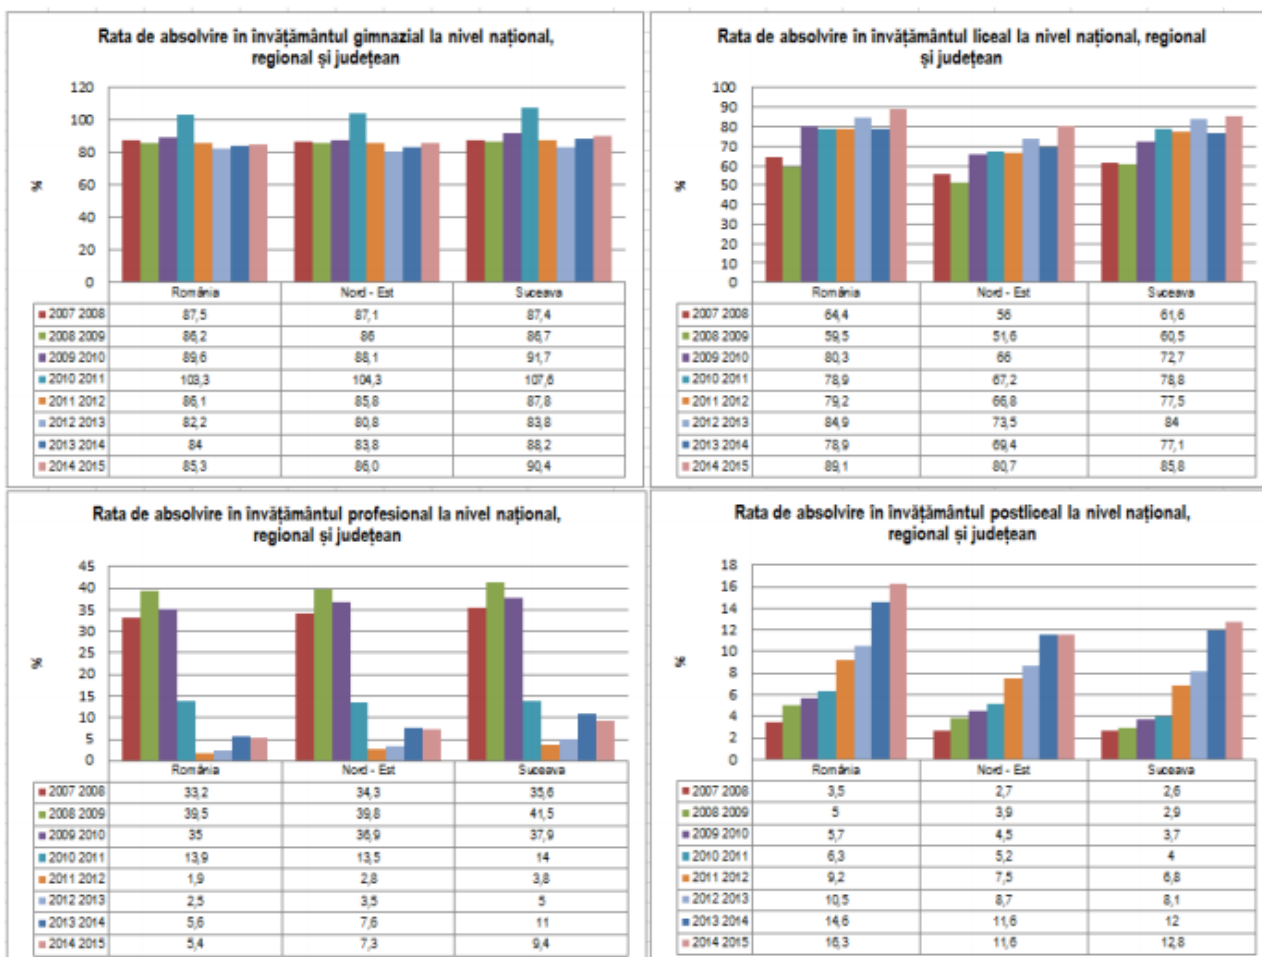 Rata de absolvire în învățământul gimnazial la nivel național,
regional și județean
120
100
80
60
40
20
0
%
România Nord - Est Suceava
2007 2008 87,5 87,1 87,4
2008 2009 86,2 86 86,7
2009 2010 89,6 88,1 91,7
2010 2011 103,3 104,3 107,6
2011 2012 86,1 85,8 87,8
2012 2013 82,2 80,8 83,8
2013 2014 84 83,8 88,2
2014 2015 85,3 86,0 90,4
Rata de absolvire în învățământul liceal la nivel național, regional
și județean
100
90
80
70
60
50
40
30
20
10
0
%
România Nord - Est Suceava
2007 2008 64,4 56 61,6
2008 2009 59,5 51,6 60,5
2009 2010 80,3 66 72,7
2010 2011 78,9 67,2 78,8
2011 2012 79,2 66,8 77,5
2012 2013 84,9 73,5 84
2013 2014 78,9 69,4 77,1
2014 2015 89,1 80,7 85,8
Rata de absolvire în învățământul profesional la nivel național,
regional și județean
45
40
35
30
25
20
15
10
5
0
%
România Nord - Est Suceava
2007 2008 33,2 34,3 35,6
2008 2009 39,5 39,8 41,5
2009 2010 35 36,9 37,9
2010 2011 13,9 13,5 14
2011 2012 1,9 2,8 3,8
2012 2013 2,5 3,5 5
2013 2014 5,6 7,6 11
2014 2015 5,4 7,3 9,4
Rata de absolvire în învățământul postliceal la nivel național,
regional și județean
18
16
14
12
10
8
6
4
2
0
%
România Nord - Est Suceava
2007 2008 3,5 2,7 2,6
2008 2009 5 3,9 2,9
2009 2010 5,7 4,5 3,7
2010 2011 6,3 5,2 4
2011 2012 9,2 7,5 6,8
2012 2013 10,5 8,7 8,1
2013 2014 14,6 11,6 12
2014 2015 16,3 11,6 12,8